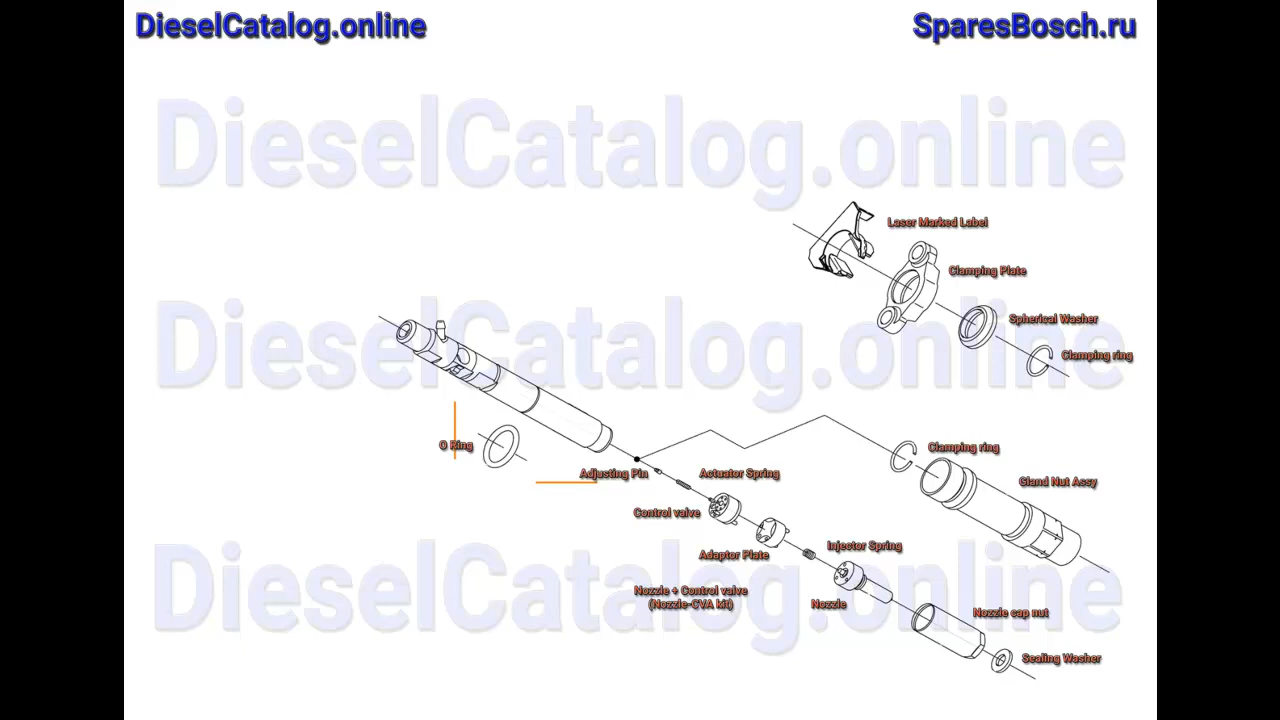 DieselCatalog.online
SparesBosch.ru
DieselCatalog.online
Laser Marked Label
Clamping Plate
Spherical Washer
DieselCatalog.online
Clamping ring
O Ring
Clamping ring
Adjusting Pin
Actuator Spring
Gland Nut Assy
Control valve
Injector Spring
Adaptor Plate
DieselCatalog.online
Nozzle + Control valve
(Nozzle-CVA kit)
Nozzle
Nozzle cap nut
Sealing Washer